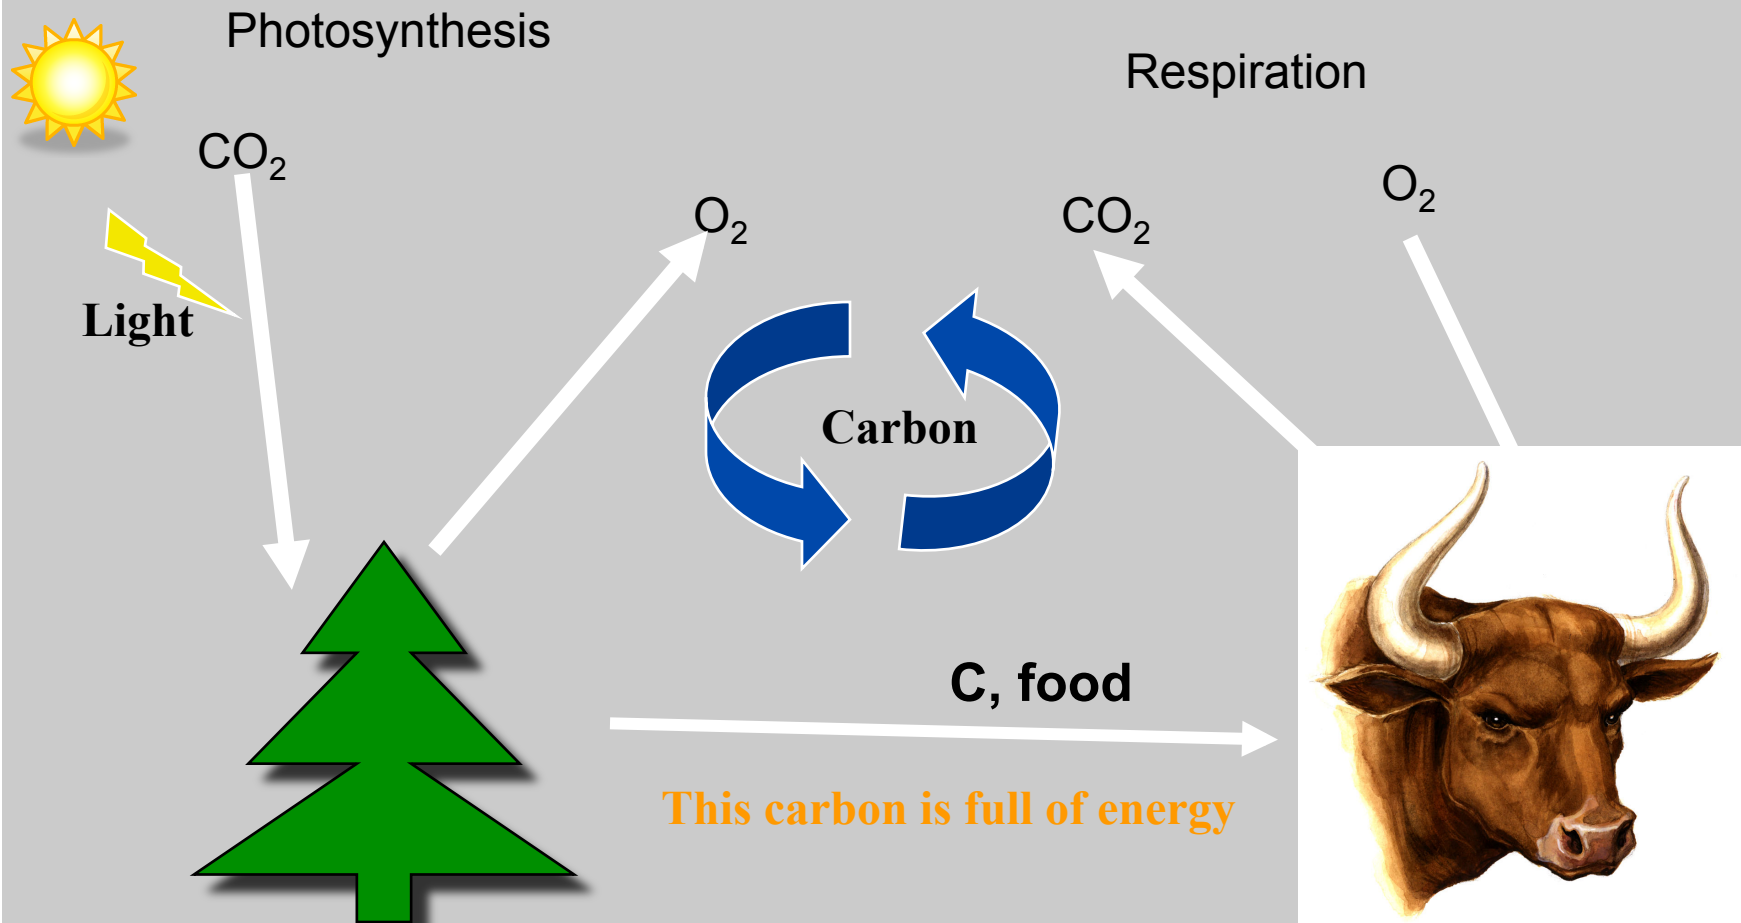 Photosynthesis
Respiration
CO₂
O₂
O₂
CO₂
Light
Carbon
C, food
This carbon is full of energy